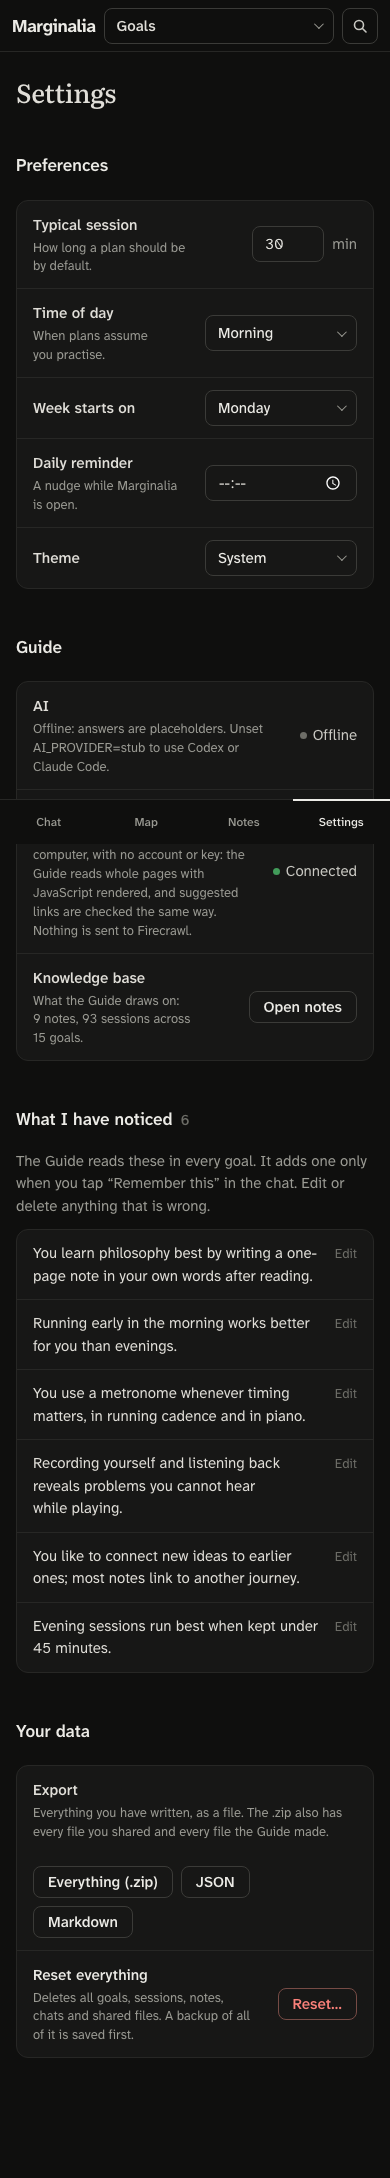 Marginalia
Goals
Settings
Preferences
Typical session
How long a plan should be
by default.
30 min
Time of day
When plans assume
you practise.
Morning
Week starts on
Monday
Daily reminder
A nudge while Marginalia
is open.
--:--
Theme
System
Guide
AI
Offline: answers are placeholders. Unset
AI_PROVIDER=stub to use Codex or
Claude Code.
Offline
Chat Map Notes Settings
computer, with no account or key: the
Guide reads whole pages with
JavaScript rendered, and suggested
links are checked the same way.
Nothing is sent to Firecrawl.
Connected
Knowledge base
What the Guide draws on:
9 notes, 93 sessions across
15 goals.
Open notes
What I have noticed 6
The Guide reads these in every goal. It adds one only
when you tap “Remember this” in the chat. Edit or
delete anything that is wrong.
You learn philosophy best by writing a one-
page note in your own words after reading.
Edit
Running early in the morning works better
for you than evenings.
Edit
You use a metronome whenever timing
matters, in running cadence and in piano.
Edit
Recording yourself and listening back
reveals problems you cannot hear
while playing.
Edit
You like to connect new ideas to earlier
ones; most notes link to another journey.
Edit
Evening sessions run best when kept under
45 minutes.
Edit
Your data
Export
Everything you have written, as a file. The .zip also has
every file you shared and every file the Guide made.
Everything (.zip) JSON
Markdown
Reset everything
Deletes all goals, sessions, notes,
chats and shared files. A backup of all
of it is saved first.
Reset...